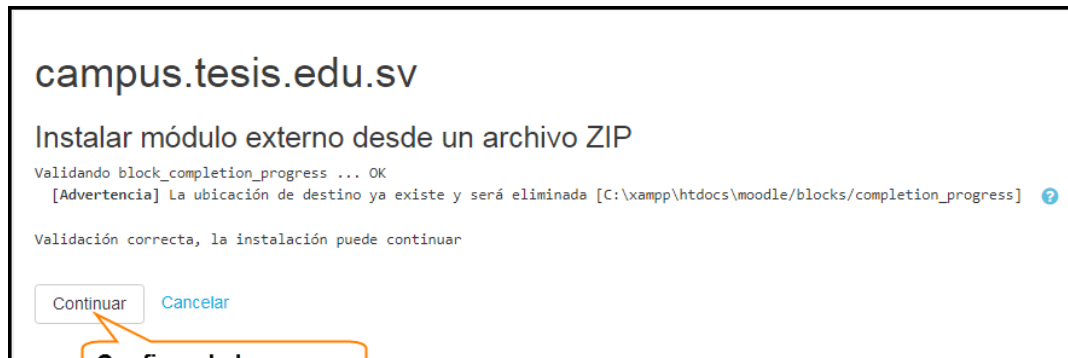 campus.tesis.edu.sv
Instalar módulo externo desde un archivo ZIP
Validando block_completion_progress ... OK
[Advertencia] La ubicación de destino ya existe y será eliminada [C:\xampp\htdocs\moodle/blocks/completion_progress] ?
Validación correcta, la instalación puede continuar
Continuar Cancelar